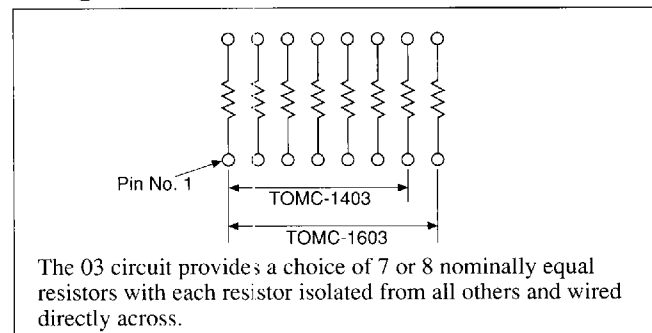 Pin No. 1
TOMC-1403
TOMC-1603
The 03 circuit provides a choice of 7 or 8 nominally equal
resistors with each resistor isolated from all others and wired
directly across.